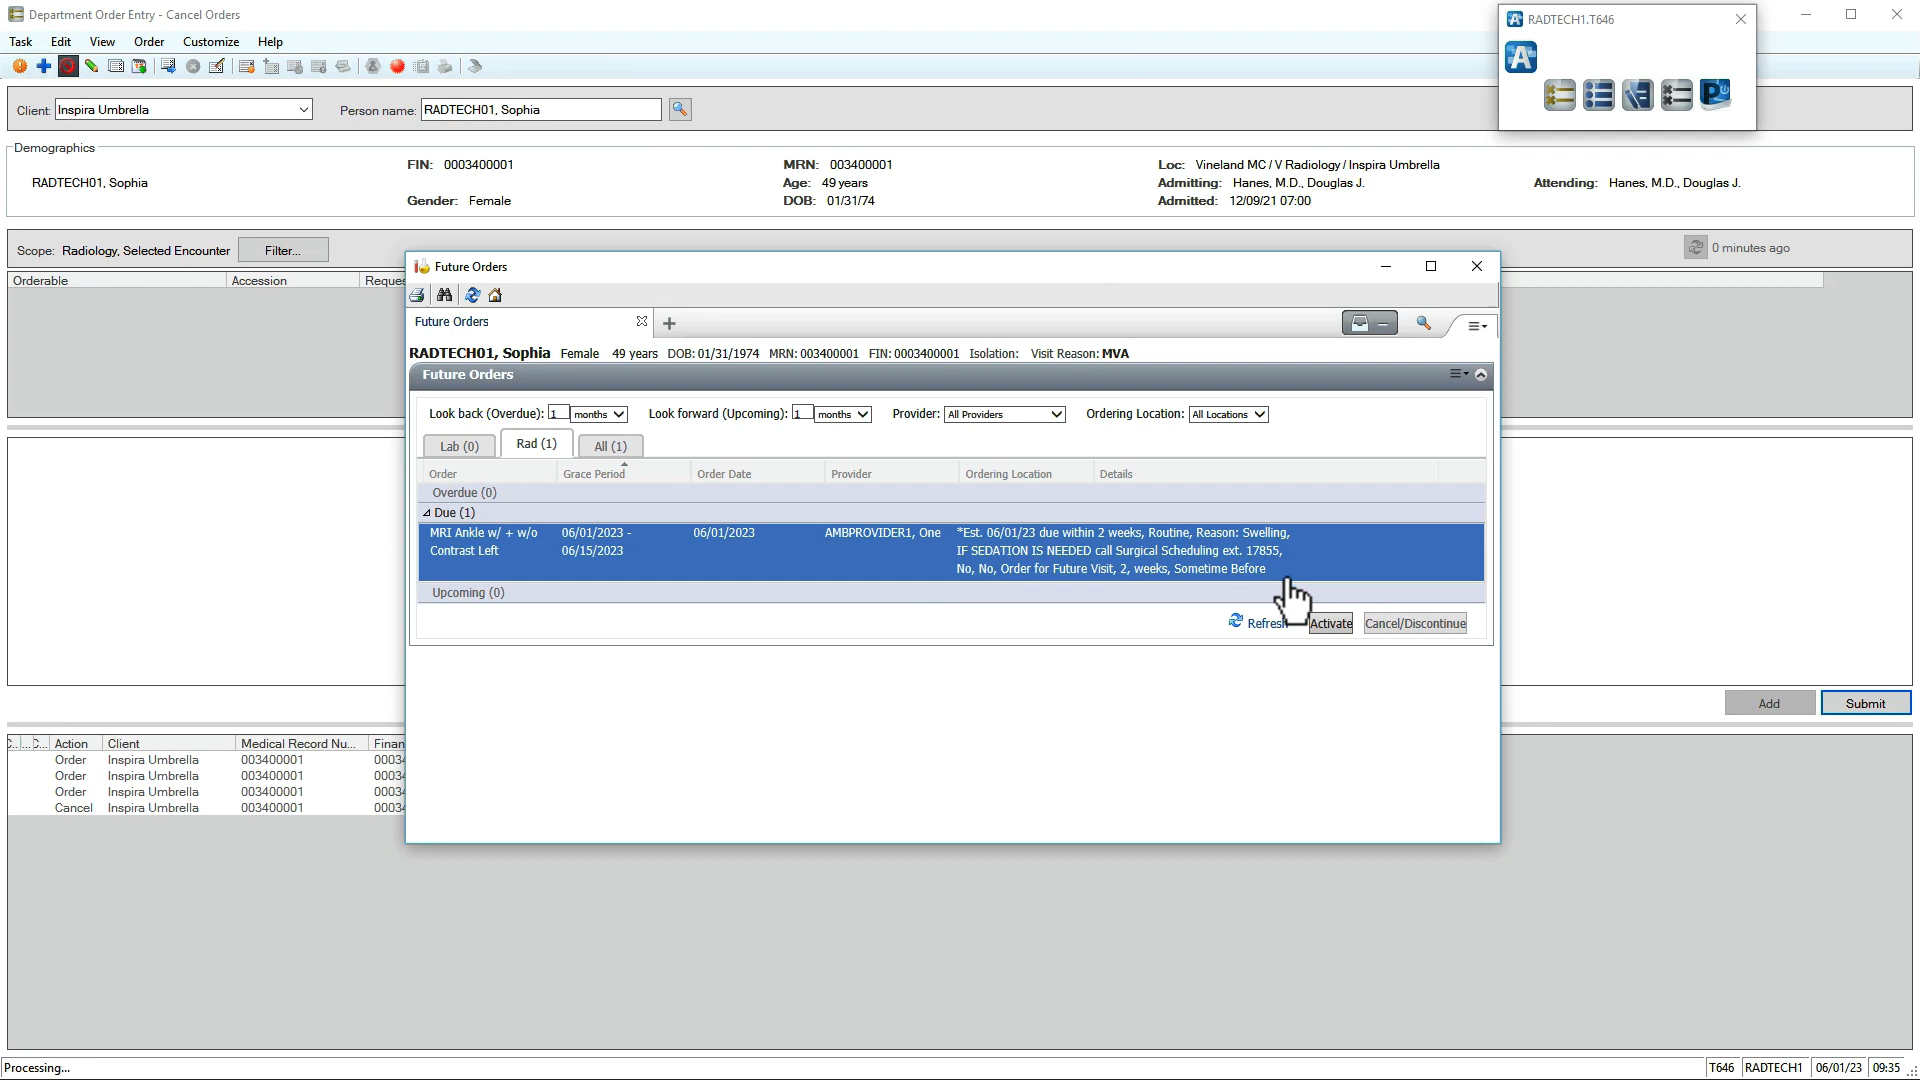 Department Order Entry - Cancel Orders
RADTECH1.T646
Task Edit View Order Customize Help
Client: Inspira Umbrella Person name: RADTECH01, Sophia
Demographics
RADTECH01, Sophia
FIN: 0003400001 MRN: 003400001 Loc: Vineland MC / V Radiology / Inspira Umbrella
Age: 49 years Admitting: Hanes, M.D., Douglas J. Attending: Hanes, M.D., Douglas J.
Gender: Female DOB: 01/31/74 Admitted: 12/09/21 07:00
Scope: Radiology, Selected Encounter Filter... 0 minutes ago
Orderable Accession Reques
Future Orders
Future Orders
RADTECH01, Sophia Female 49 years DOB: 01/31/1974 MRN: 003400001 FIN: 0003400001 Isolation: Visit Reason: MVA
Future Orders
Look back (Overdue): 1 months Look forward (Upcoming): 1 months Provider: All Providers Ordering Location: All Locations
Lab (0) Rad (1) All (1)
Order Grace Period Order Date Provider Ordering Location Details
Overdue (0)
Due (1)
MRI Ankle w/ + w/o 06/01/2023 - 06/01/2023 AMBPROVIDER1, One *Est. 06/01/23 due within 2 weeks, Routine, Reason: Swelling,
Contrast Left 06/15/2023 IF SEDATION IS NEEDED call Surgical Scheduling ext. 17855,
No, No, Order for Future Visit, 2, weeks, Sometime Before
Upcoming (0)
Refresh Activate Cancel/Discontinue
Add Submit
C... ... C... Action Client Medical Record Nu... Finan
Order Inspira Umbrella 003400001 00034
Order Inspira Umbrella 003400001 00034
Order Inspira Umbrella 003400001 00034
Cancel Inspira Umbrella 003400001 00034
Processing... T646 RADTECH1 06/01/23 09:35